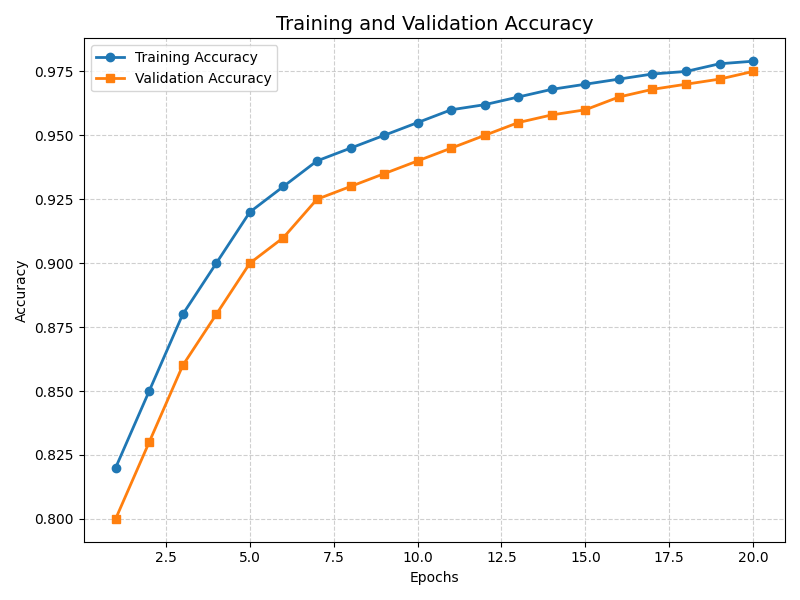 Training and Validation Accuracy
Training Accuracy
Validation Accuracy
Accuracy
0.975
0.950
0.925
0.900
0.875
0.850
0.825
0.800
2.5 5.0 7.5 10.0 12.5 15.0 17.5 20.0
Epochs